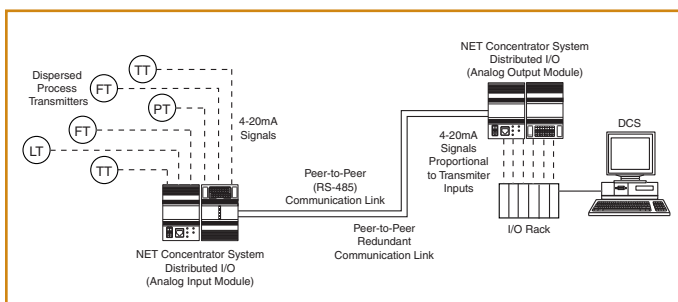 Dispersed
Process
Transmitters
TT
FT
PT
FT
LT
TT
4-20mA
Signals
NET Concentrator System
Distributed I/O
(Analog Input Module)
Peer-to-Peer
(RS-485)
Communication Link
Peer-to-Peer
Redundant
Communication Link
NET Concentrator System
Distributed I/O
(Analog Output Module)
4-20mA
Signals
Proportional
to Transmiter
Inputs
I/O Rack
DCS